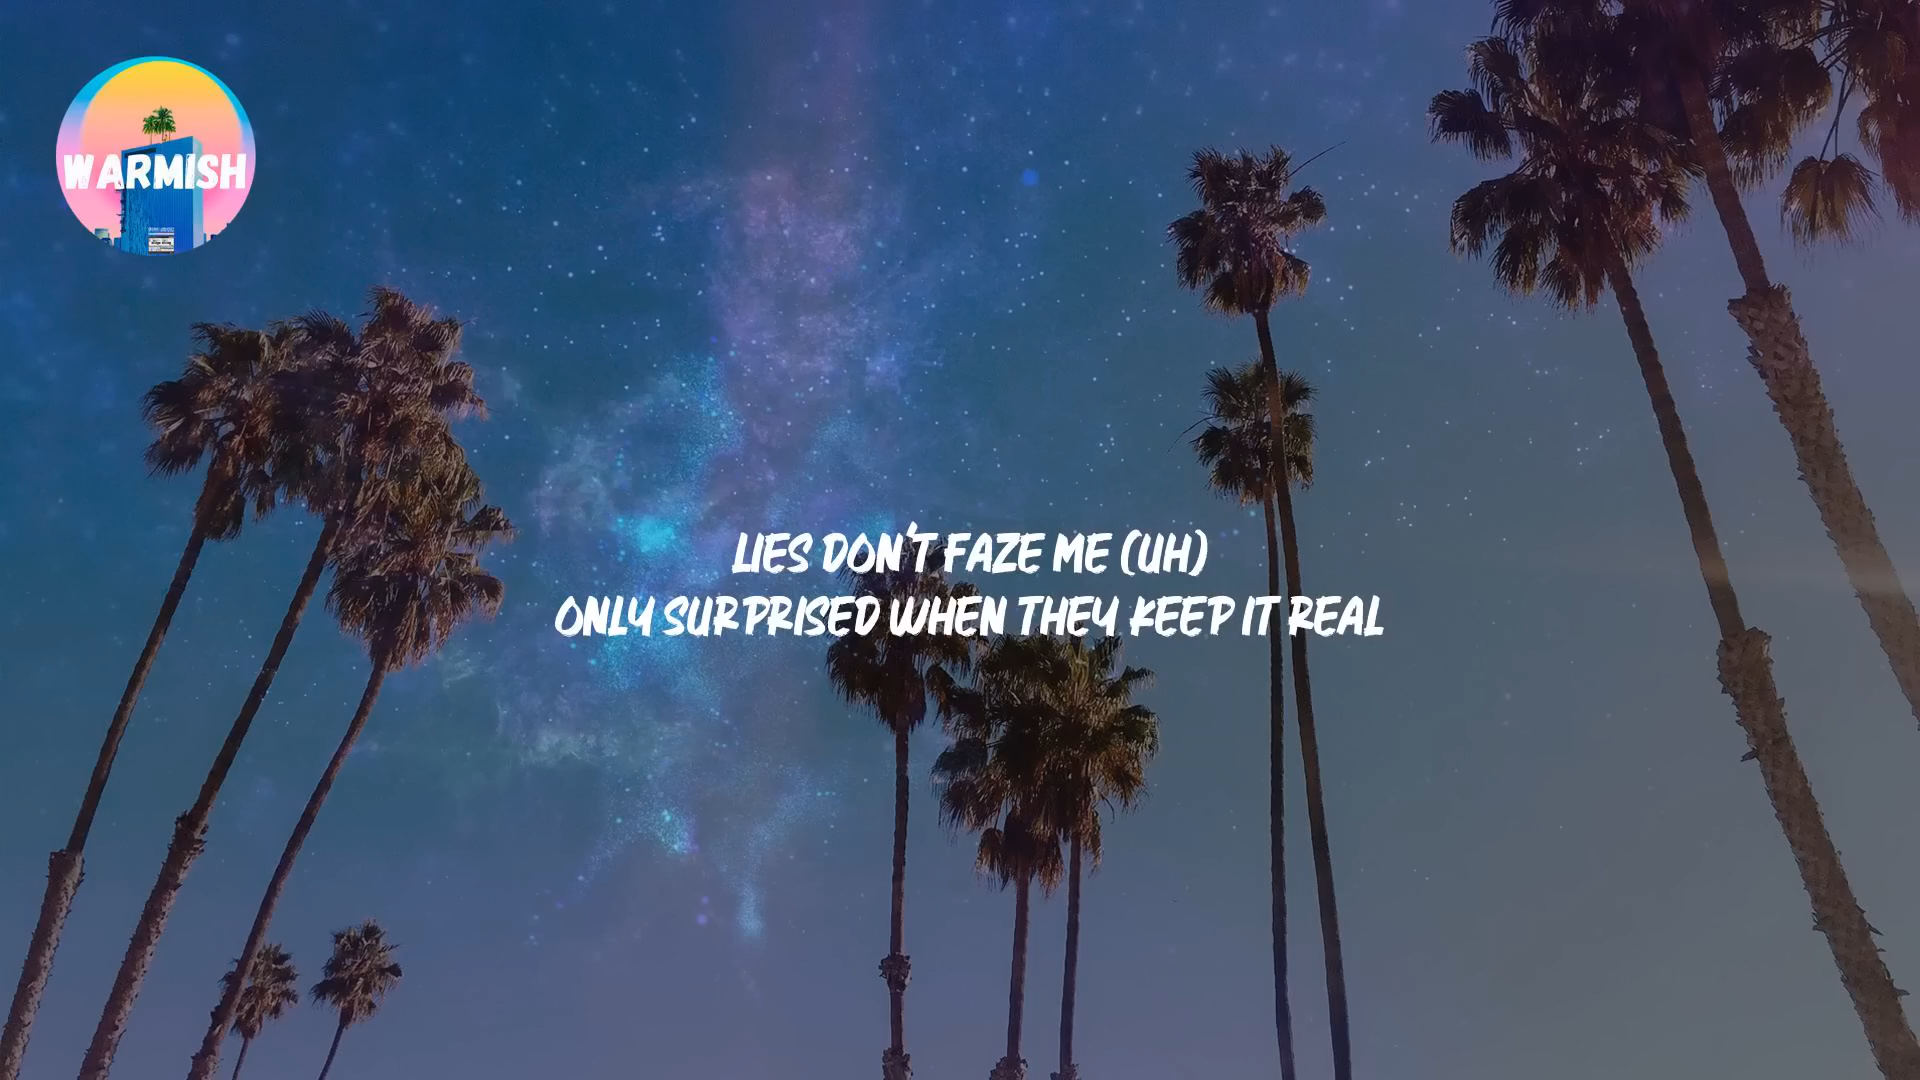 WARMISH
LIES DON'T FAZE ME (UH)
ONLY SURPRISED WHEN THEY KEEP IT REAL